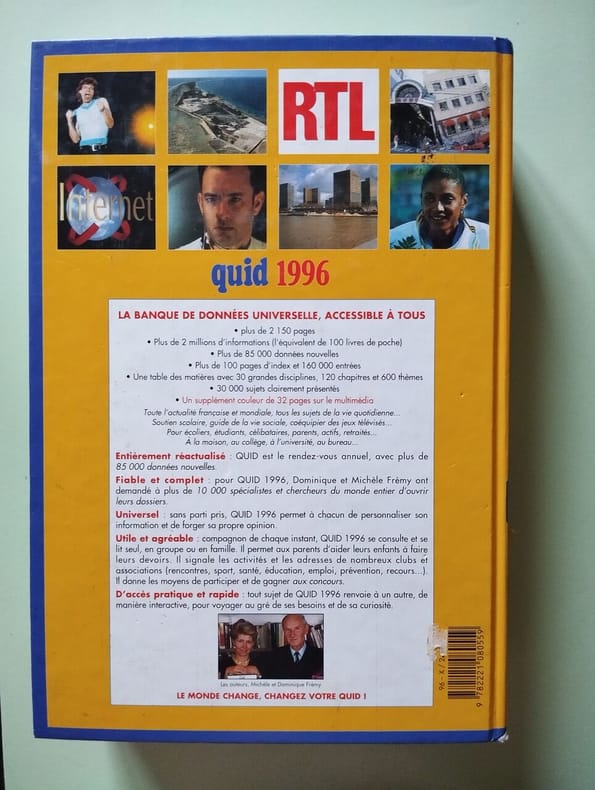 RTL
Internet
quid 1996
LA BANQUE DE DONNÉES UNIVERSELLE, ACCESSIBLE À TOUS
• plus de 2 150 pages
• Plus de 2 millions d'informations (l'équivalent de 100 livres de poche)
• Plus de 85 000 données nouvelles
• Plus de 100 pages d'index et 160 000 entrées
• Une table des matières avec 30 grandes disciplines, 120 chapitres et 600 thèmes
• 30 000 sujets clairement présentés
• Un supplément couleur de 32 pages sur le multimédia
Toute l'actualité française et mondiale, tous les sujets de la vie quotidienne...
Soutien scolaire, guide de la vie sociale, coéquipier des jeux télévisés...
Pour écoliers, étudiants, célibataires, parents, actifs, retraités...
À la maison, au collège, à l'université, au bureau...
Entièrement réactualisé : QUID est le rendez-vous annuel, avec plus de
85 000 données nouvelles.
Fiable et complet : pour QUID 1996, Dominique et Michèle Frémy ont
demandé à plus de 10 000 spécialistes et chercheurs du monde entier d'ouvrir
leurs dossiers.
Universel : sans parti pris, QUID 1996 permet à chacun de personnaliser son
information et de forger sa propre opinion.
Utile et agréable : compagnon de chaque instant, QUID 1996 se consulte et se
lit seul, en groupe ou en famille. Il permet aux parents d'aider leurs enfants à faire
leurs devoirs. Il signale les activités et les adresses de nombreux clubs et
associations (rencontres, sport, santé, éducation, emploi, prévention, recours...).
Il donne les moyens de participer et de gagner aux concours.
D'accès pratique et rapide : tout sujet de QUID 1996 renvoie à un autre, de
manière interactive, pour voyager au gré de ses besoins et de sa curiosité.
Les auteurs, Michèle et Dominique Frémy
LE MONDE CHANGE, CHANGEZ VOTRE QUID !
96 - X / 2
9 782221 080559